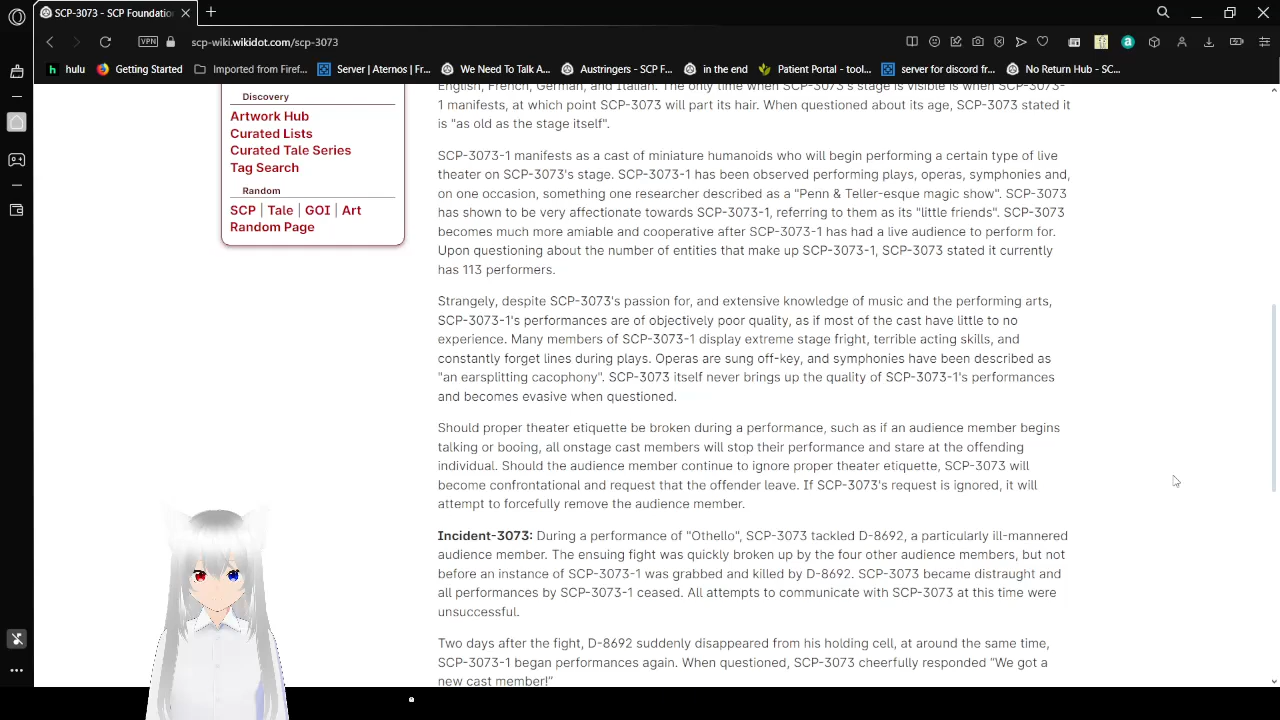 SCP-3073 - SCP Foundatio
VPN
scp-wiki.wikidot.com/scp-3073
hulu
Getting Started
Imported from Firef...
Server | Aternos | Fr...
We Need To Talk A...
Austringers - SCP F...
in the end
Patient Portal - tool...
server for discord fr...
No Return Hub - SC...
Discovery
Artwork Hub
Curated Lists
Curated Tale Series
Tag Search
Random
SCP | Tale | GOI | Art
Random Page
English, French, German, and Italian. The only time when SCP-3073's stage is visible is when SCP-3073-
1 manifests, at which point SCP-3073 will part its hair. When questioned about its age, SCP-3073 stated it
is "as old as the stage itself".
SCP-3073-1 manifests as a cast of miniature humanoids who will begin performing a certain type of live
theater on SCP-3073's stage. SCP-3073-1 has been observed performing plays, operas, symphonies and,
on one occasion, something one researcher described as a "Penn & Teller-esque magic show". SCP-3073
has shown to be very affectionate towards SCP-3073-1, referring to them as its "little friends". SCP-3073
becomes much more amiable and cooperative after SCP-3073-1 has had a live audience to perform for.
Upon questioning about the number of entities that make up SCP-3073-1, SCP-3073 stated it currently
has 113 performers.
Strangely, despite SCP-3073's passion for, and extensive knowledge of music and the performing arts,
SCP-3073-1's performances are of objectively poor quality, as if most of the cast have little to no
experience. Many members of SCP-3073-1 display extreme stage fright, terrible acting skills, and
constantly forget lines during plays. Operas are sung off-key, and symphonies have been described as
"an earsplitting cacophony". SCP-3073 itself never brings up the quality of SCP-3073-1's performances
and becomes evasive when questioned.
Should proper theater etiquette be broken during a performance, such as if an audience member begins
talking or booing, all onstage cast members will stop their performance and stare at the offending
individual. Should the audience member continue to ignore proper theater etiquette, SCP-3073 will
become confrontational and request that the offender leave. If SCP-3073's request is ignored, it will
attempt to forcefully remove the audience member.
Incident-3073: During a performance of "Othello", SCP-3073 tackled D-8692, a particularly ill-mannered
audience member. The ensuing fight was quickly broken up by the four other audience members, but not
before an instance of SCP-3073-1 was grabbed and killed by D-8692. SCP-3073 became distraught and
all performances by SCP-3073-1 ceased. All attempts to communicate with SCP-3073 at this time were
unsuccessful.
Two days after the fight, D-8692 suddenly disappeared from his holding cell, at around the same time,
SCP-3073-1 began performances again. When questioned, SCP-3073 cheerfully responded “We got a
new cast member!”